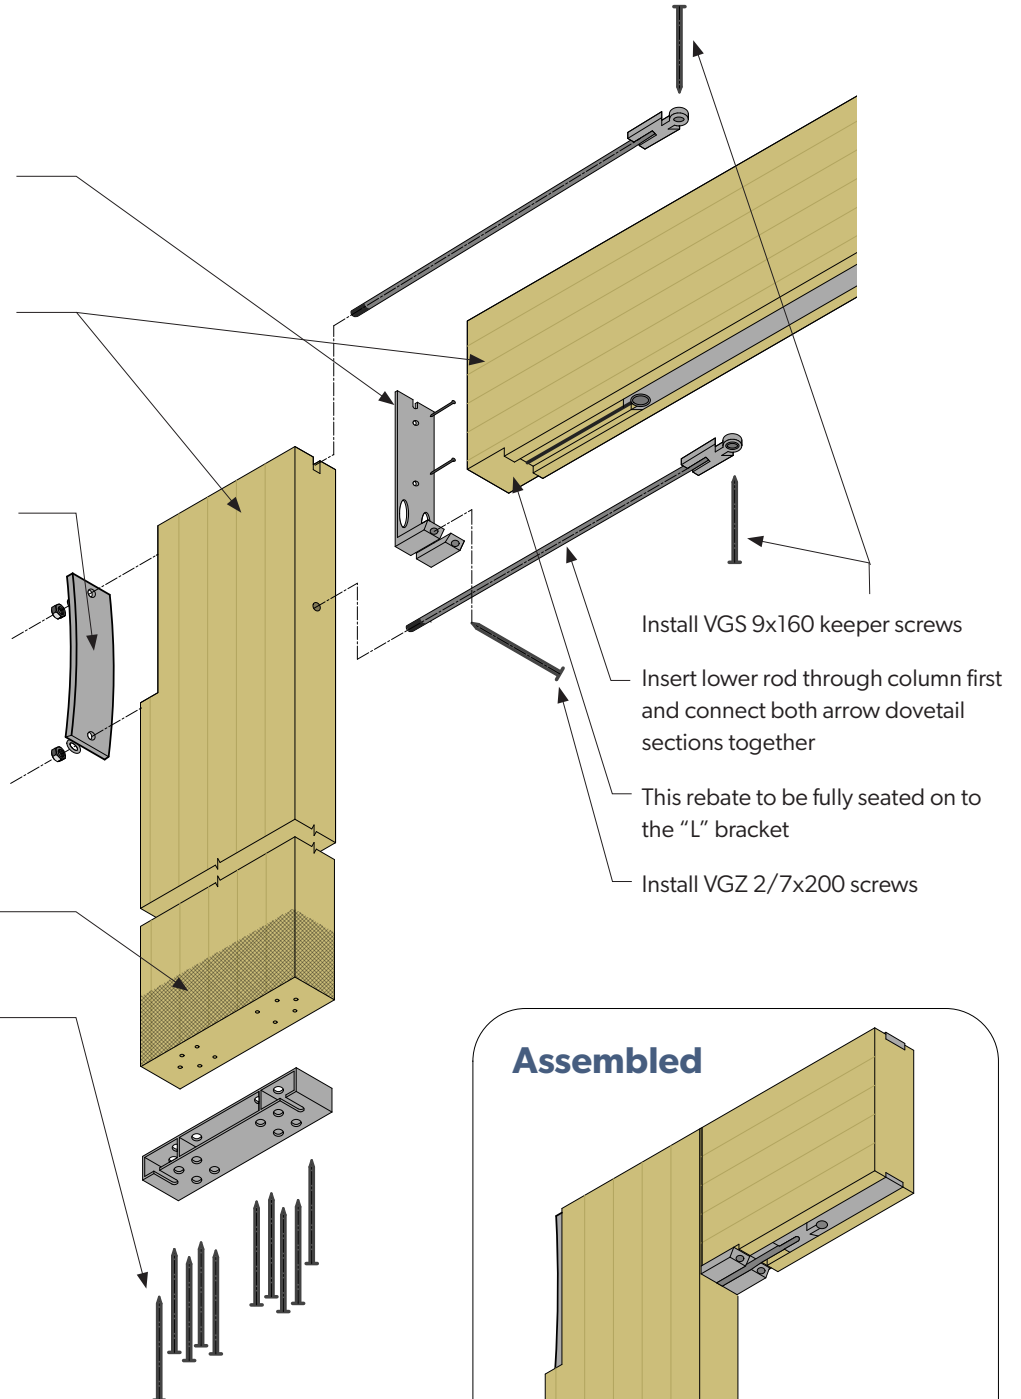 Install VGS 9x160 keeper screws
Insert lower rod through column first
and connect both arrow dovetail
sections together
This rebate to be fully seated on to
the “L” bracket
Install VGZ 2/7x200 screws
Assembled